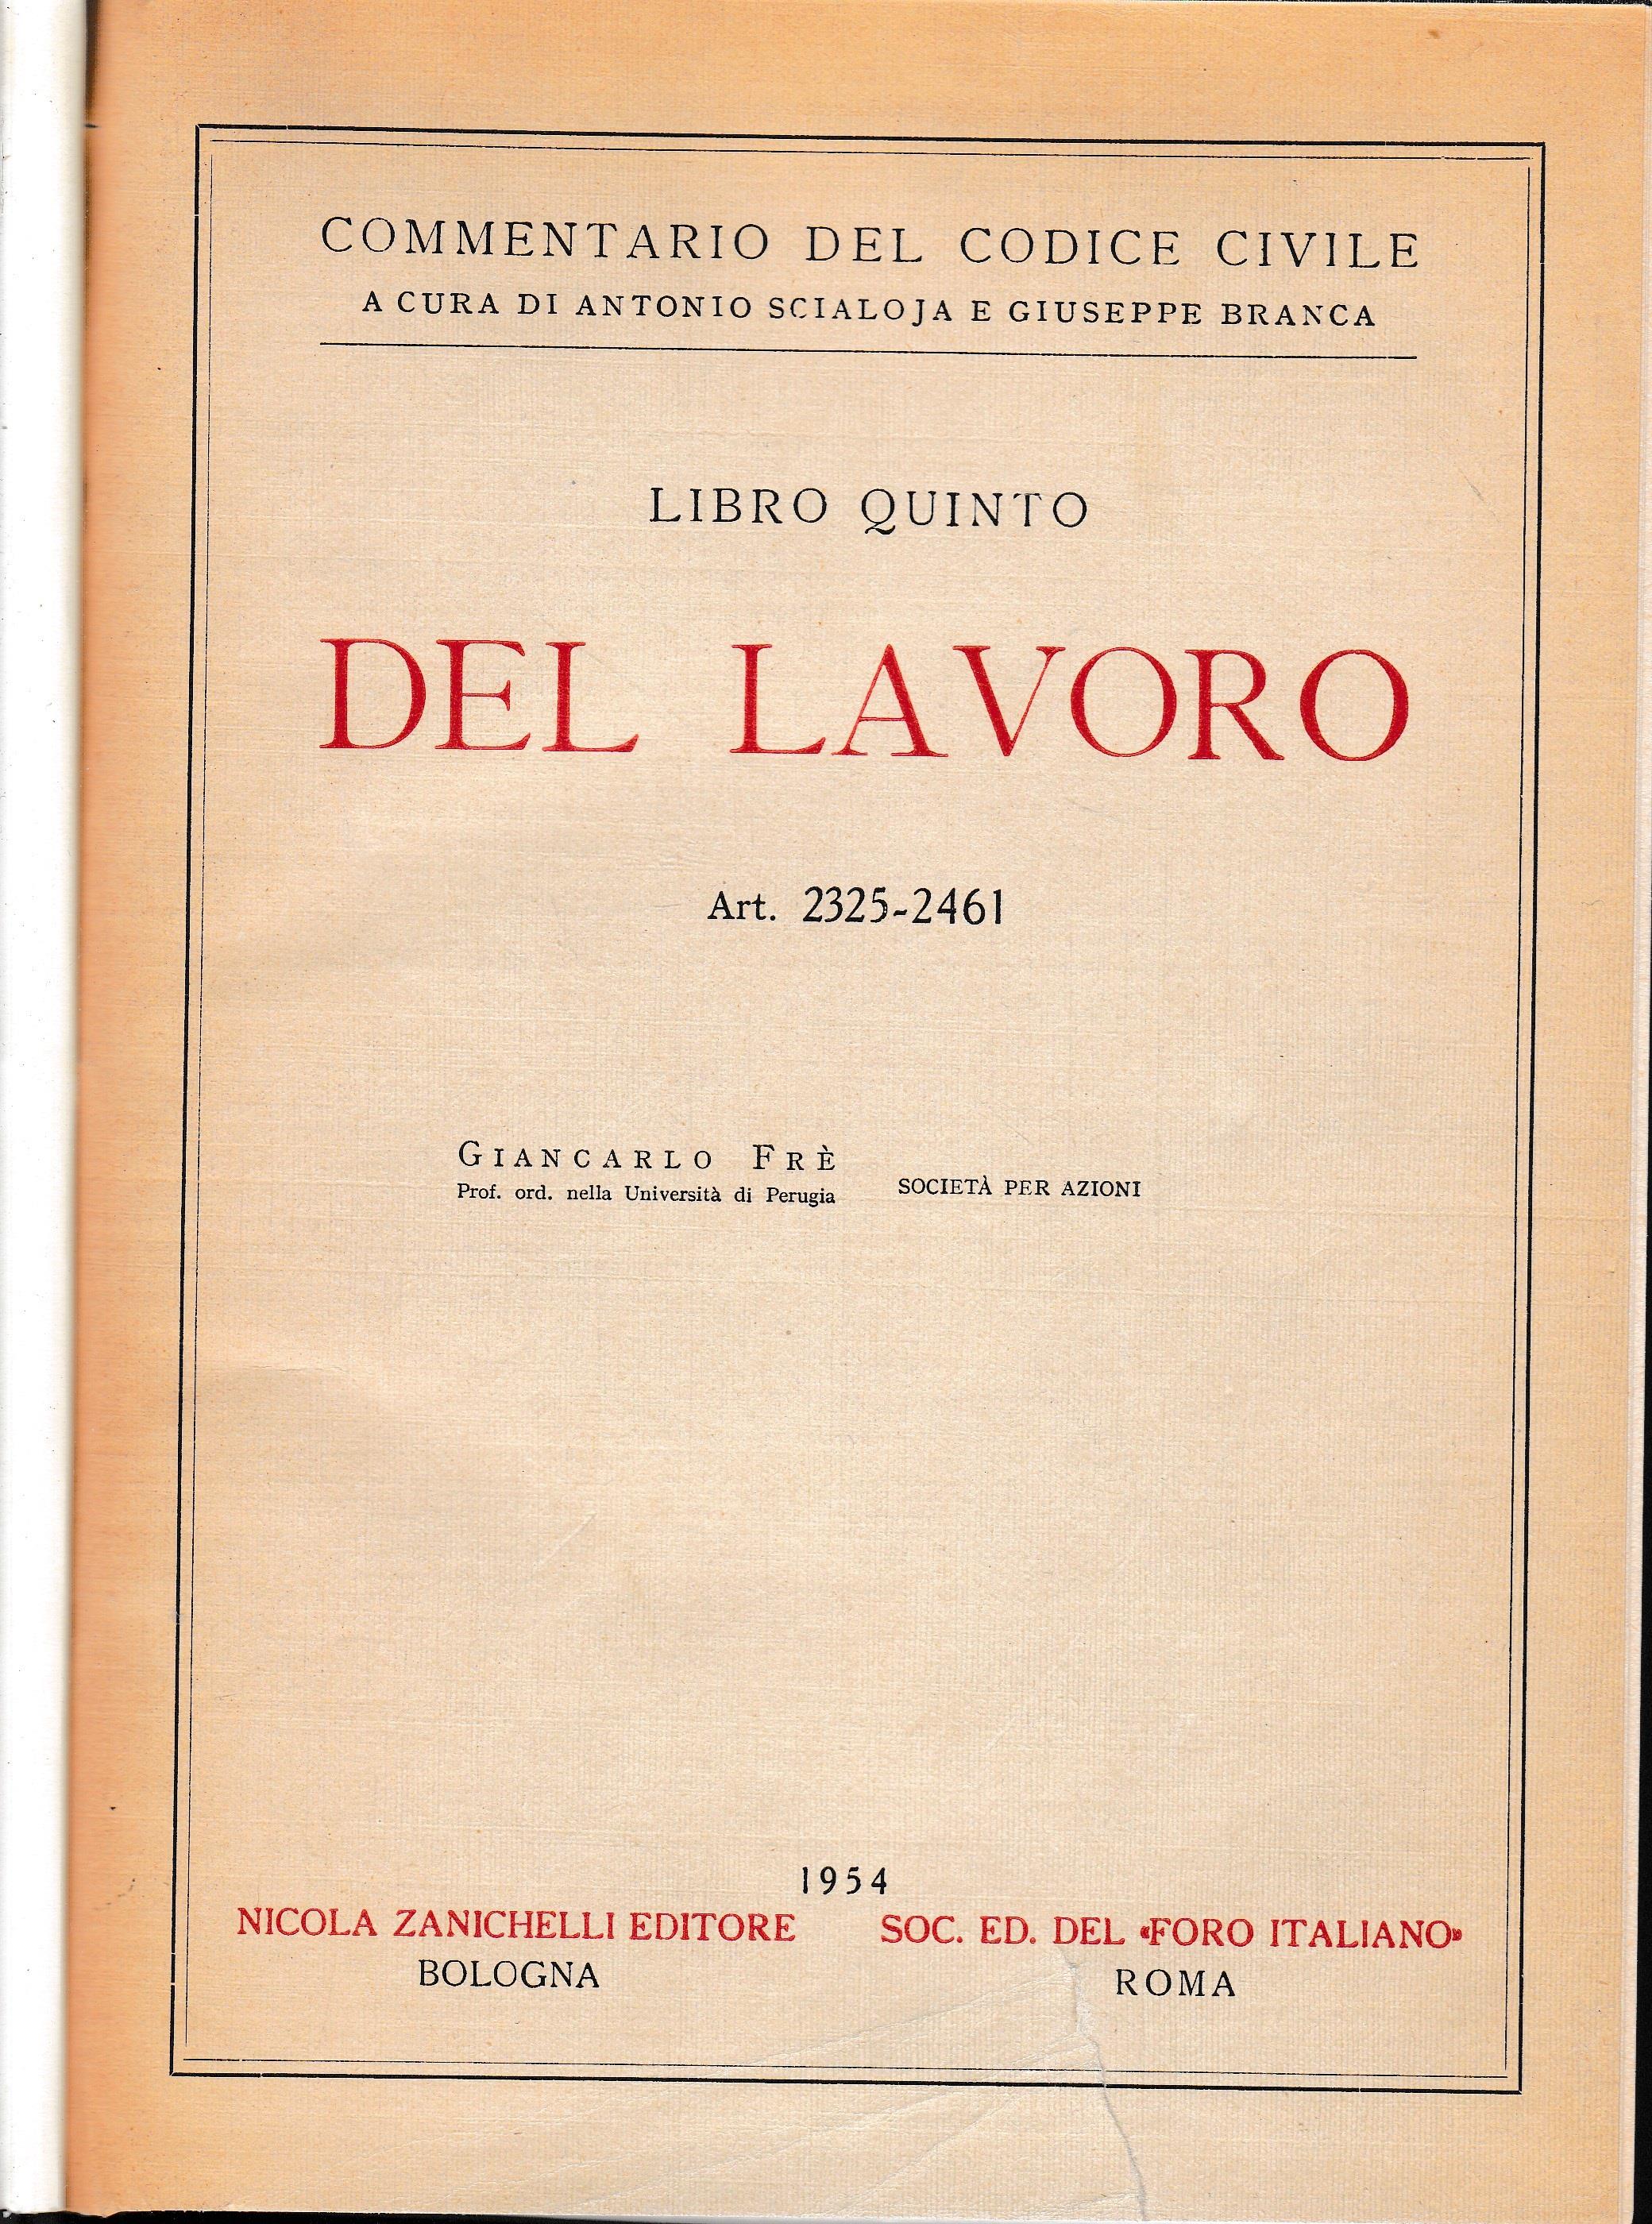 COMMENTARIO DEL CODICE CIVILE
A CURA DI ANTONIO SCIALOJA E GIUSEPPE BRANCA
LIBRO QUINTO
DEL LAVORO
Art. 2325-2461
GIANCARLO FRÈ
Prof. ord. nella Università di Perugia
SOCIETÀ PER AZIONI
1954
NICOLA ZANICHELLI EDITORE
BOLOGNA
SOC. ED. DEL «FORO ITALIANO»
ROMA